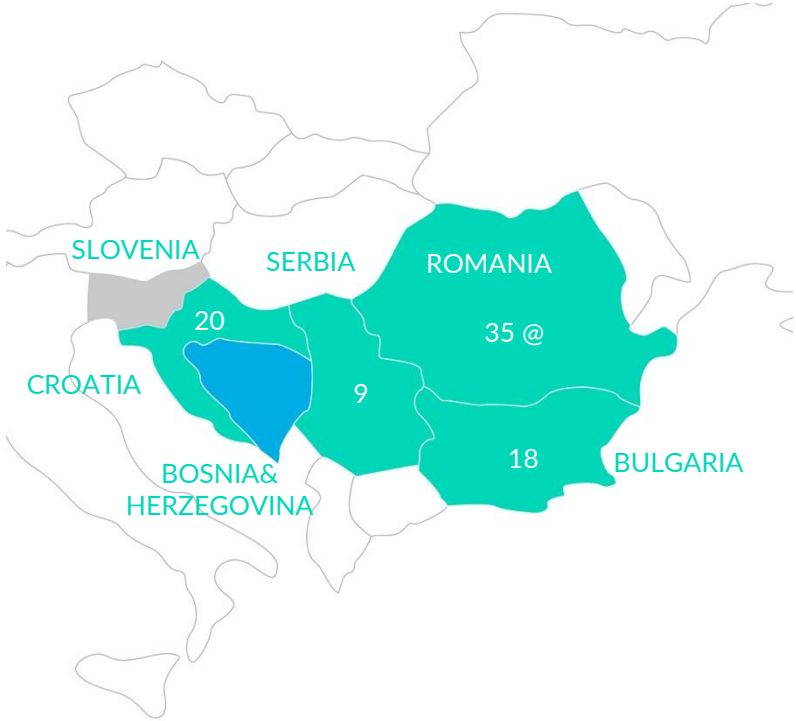 SLOVENIA
SERBIA
ROMANIA
20
35 @
CROATIA
9
18
BULGARIA
BOSNIA&
HERZEGOVINA